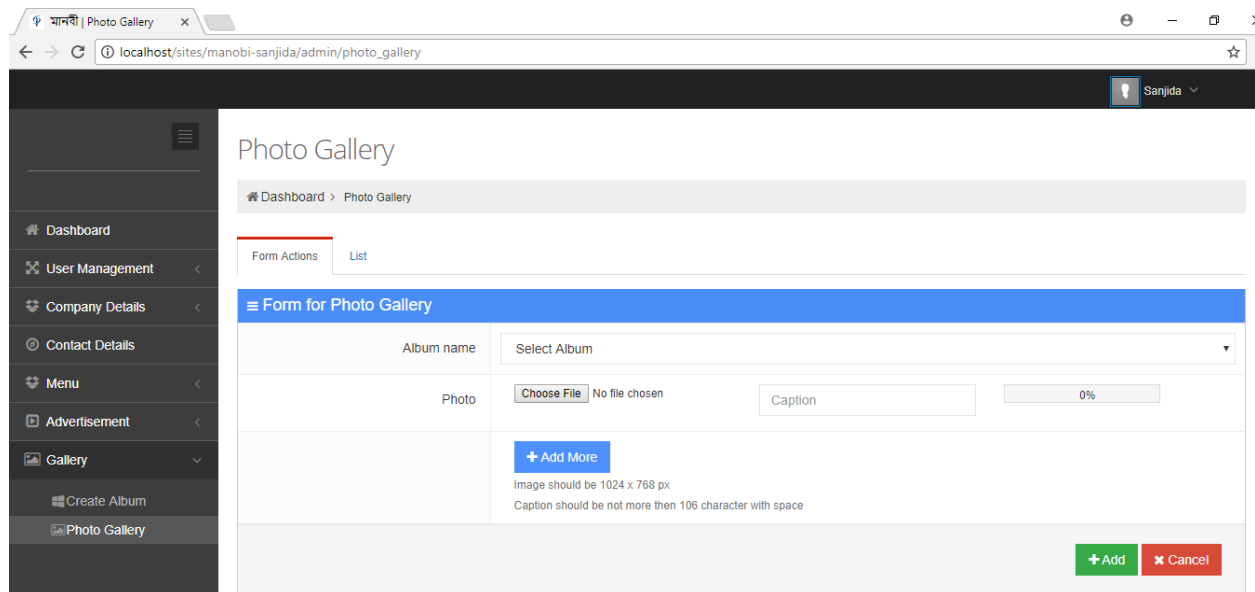 মানবী | Photo Gallery
localhost/sites/manobi-sanjida/admin/photo_gallery
Sanjida
Photo Gallery
Dashboard > Photo Gallery
Dashboard
User Management
Company Details
Contact Details
Menu
Advertisement
Gallery
Create Album
Photo Gallery
Form Actions List
Form for Photo Gallery
Album name Select Album
Photo Choose File No file chosen Caption 0%
Add More
Image should be 1024 x 768 px
Caption should be not more then 106 character with space
Add Cancel